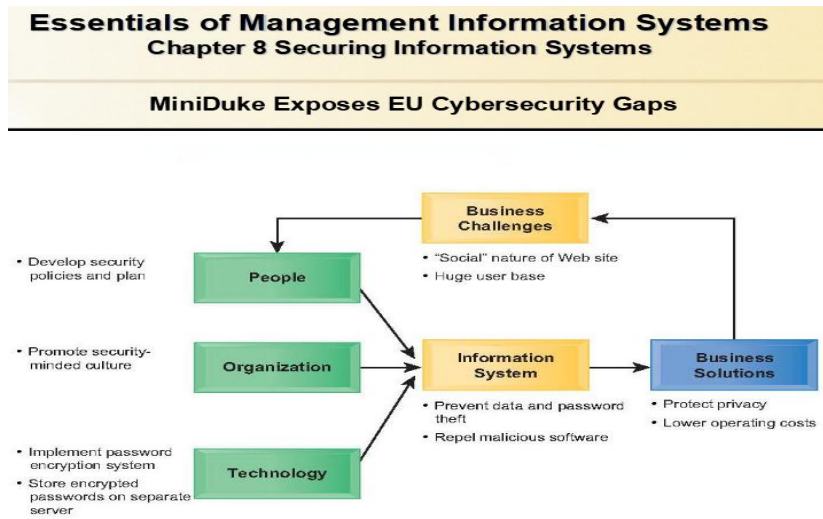 Essentials of Management Information Systems
Chapter 8 Securing Information Systems
MiniDuke Exposes EU Cybersecurity Gaps
Business
Challenges
• "Social" nature of Web site
• Huge user base
• Develop security
policies and plan
People
• Promote security-
minded culture
Organization
Information
System
• Prevent data and password
theft
• Repel malicious software
Business
Solutions
• Protect privacy
• Lower operating costs
• Implement password
encryption system
• Store encrypted
passwords on separate
server
Technology